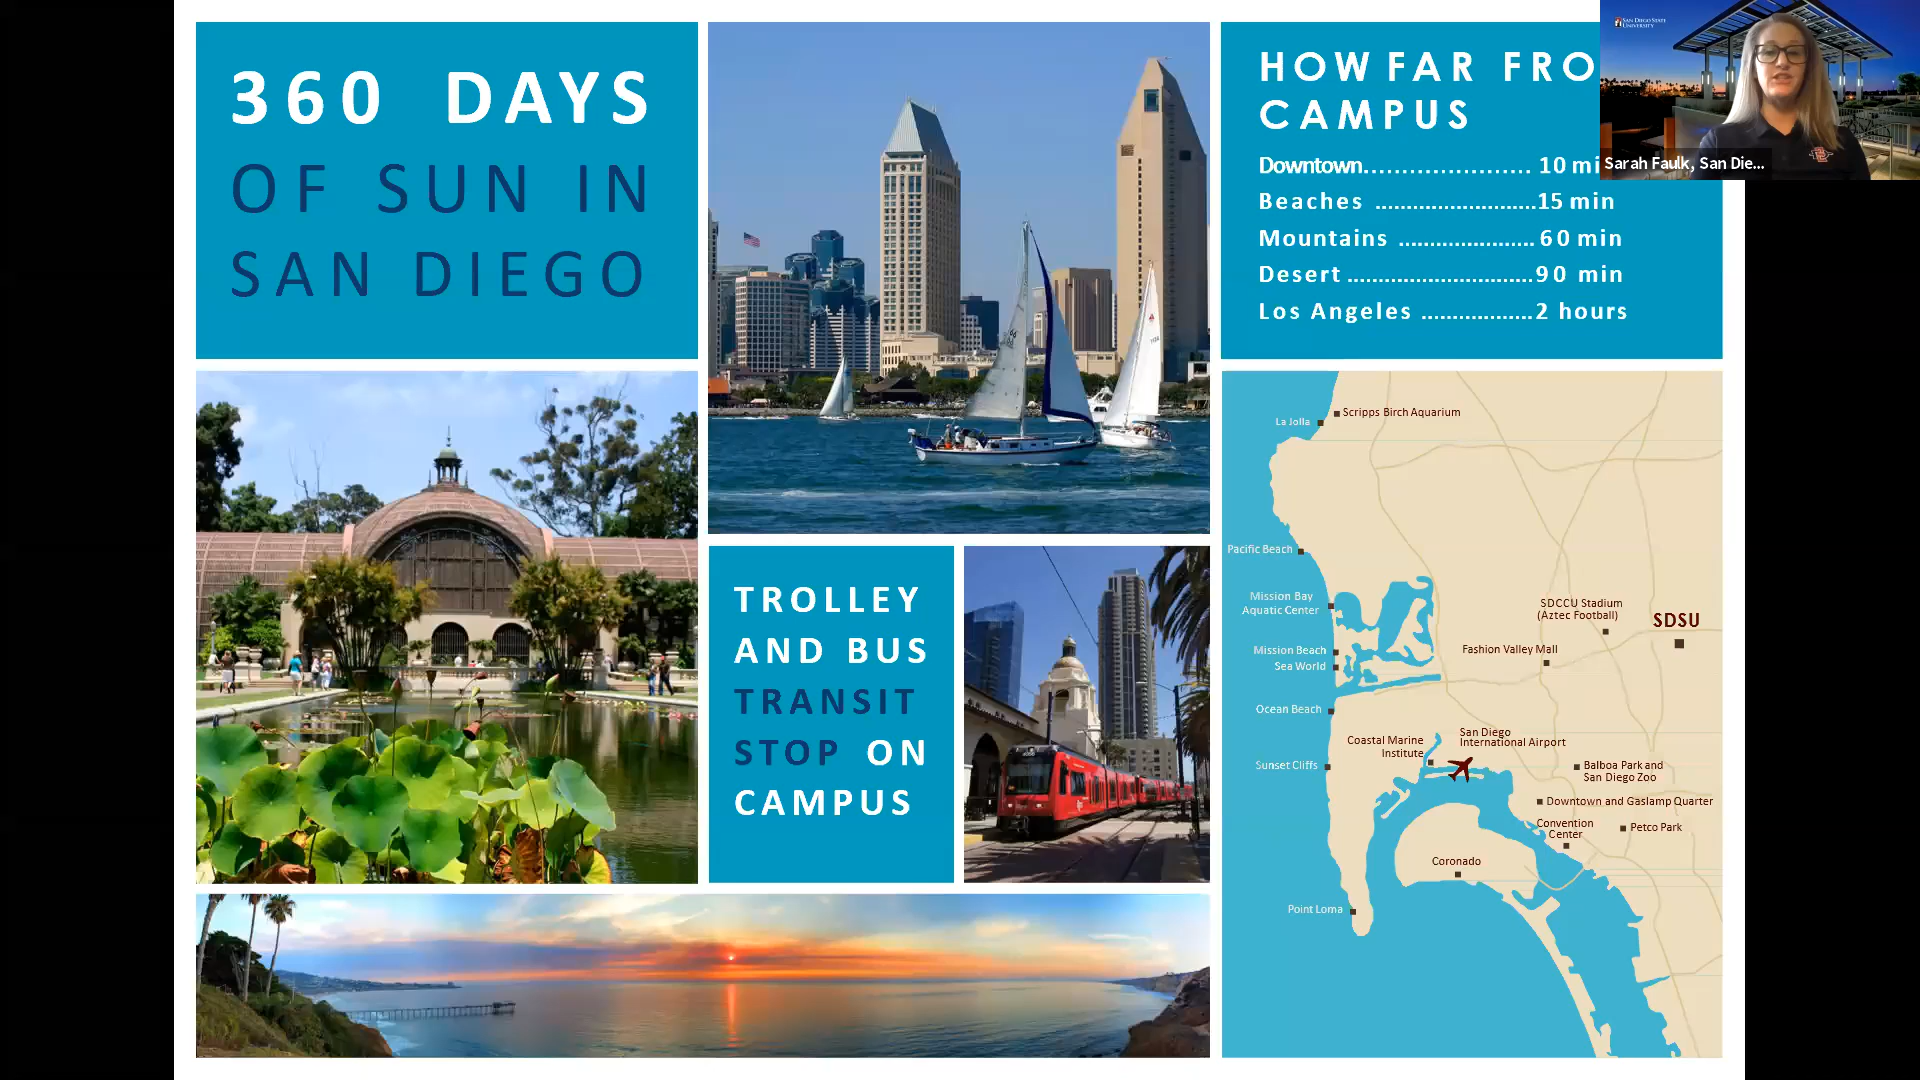 360 DAYS
OF SUN IN
SAN DIEGO
HOW FAR FRO
CAMPUS
Downtown...................... 10 mi
Beaches ..........................15 min
Mountains ...................... 60 min
Desert ..............................90 min
Los Angeles ..................2 hours
SAN DIEGO STATE
UNIVERSITY
Sarah Faulk, San Die...
TROLLEY
AND BUS
TRANSIT
STOP ON
CAMPUS
Scripps Birch Aquarium
La Jolla
Pacific Beach
Mission Bay
Aquatic Center
SDCCU Stadium
(Aztec Football)
SDSU
Fashion Valley Mall
Mission Beach
Sea World
Ocean Beach
Coastal Marine
Institute
San Diego
International Airport
Sunset Cliffs
Balboa Park and
San Diego Zoo
Downtown and Gaslamp Quarter
Convention
Center
Petco Park
Coronado
Point Loma